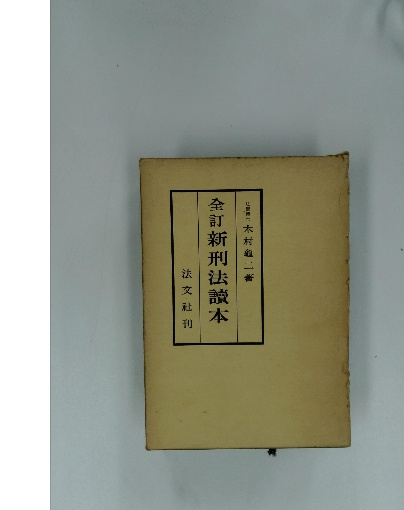 木村龜二著
全訂新刑法讀本
法文社刊